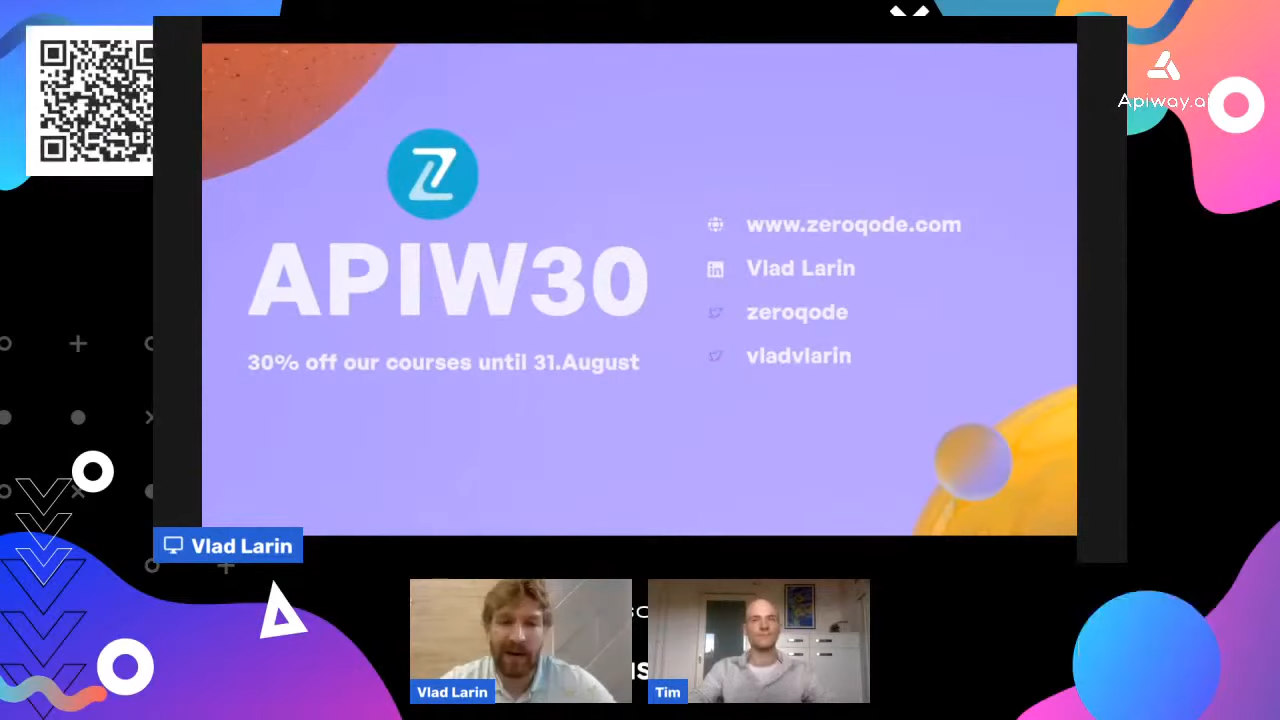 Apiway.ai
APIW30
30% off our courses until 31.August
www.zeroqode.com
Vlad Larin
zeroqode
vladvlarin
Vlad Larin
Vlad Larin
Tim